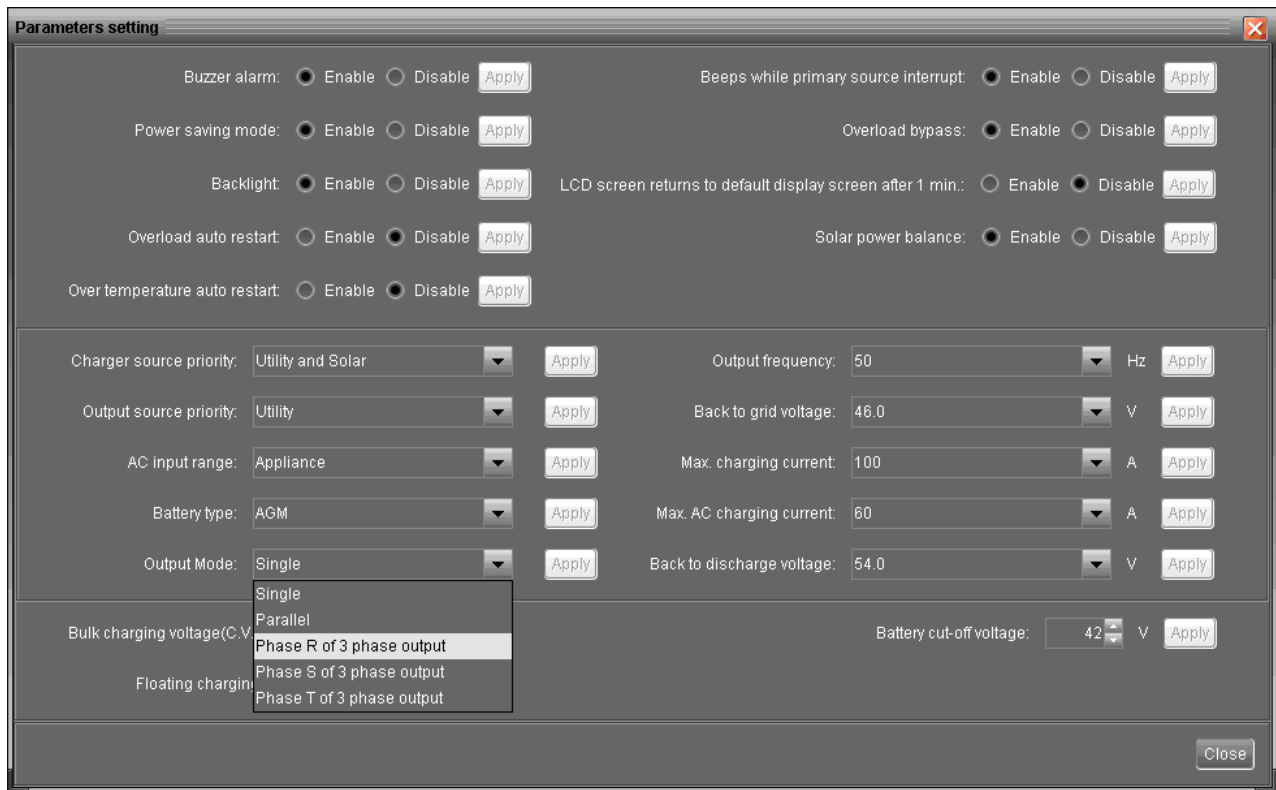 Parameters setting
Buzzer alarm: Enable Disable Apply Beeps while primary source interrupt: Enable Disable Apply
Power saving mode: Enable Disable Apply Overload bypass: Enable Disable Apply
Backlight: Enable Disable Apply LCD screen returns to default display screen after 1 min.: Enable Disable Apply
Overload auto restart: Enable Disable Apply Solar power balance: Enable Disable Apply
Over temperature auto restart: Enable Disable Apply
Charger source priority: Utility and Solar Apply Output frequency: 50 Hz Apply
Output source priority: Utility Apply Back to grid voltage: 46.0 V Apply
AC input range: Appliance Apply Max. charging current: 100 A Apply
Battery type: AGM Apply Max. AC charging current: 60 A Apply
Output Mode: Single Apply Back to discharge voltage: 54.0 V Apply
Single
Parallel
Bulk charging voltage(C.V Phase R of 3 phase output Battery cut-off voltage: 42 V Apply
Phase S of 3 phase output
Floating charging Phase T of 3 phase output
Close